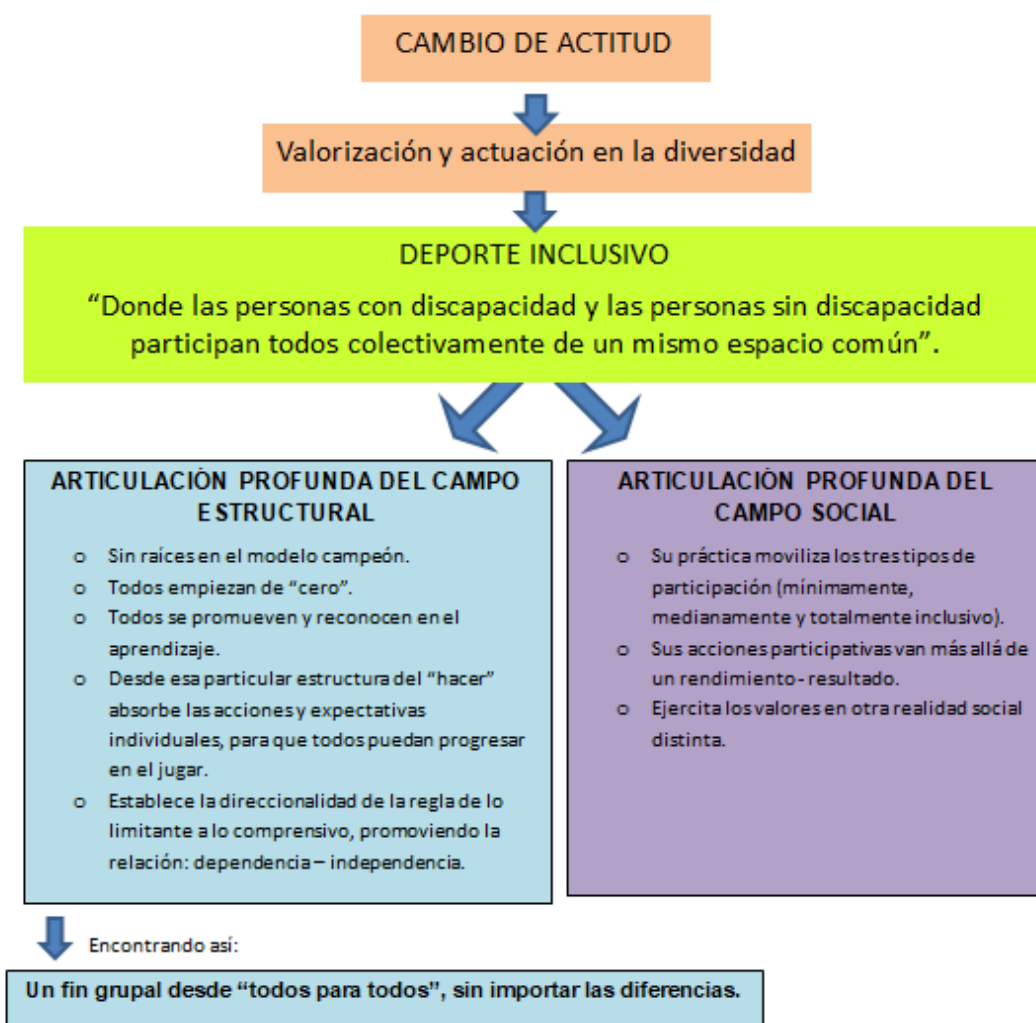 CAMBIO DE ACTITUD
Valorización y actuación en la diversidad
DEPORTE INCLUSIVO
“Donde las personas con discapacidad y las personas sin discapacidad
participan todos colectivamente de un mismo espacio común”.
ARTICULACIÓN PROFUNDA DEL CAMPO
ESTRUCTURAL
o Sin raíces en el modelo campeón.
o Todos empiezan de “cero”.
o Todos se promueven y reconocen en el
aprendizaje.
o Desde esa particular estructura del “hacer”
absorbe las acciones y expectativas
individuales, para que todos puedan progresar
en el jugar.
o Establece la direccionalidad de la regla de lo
limitante a lo comprensivo, promoviendo la
relación: dependencia – independencia.
ARTICULACIÓN PROFUNDA DEL
CAMPO SOCIAL
o Su práctica moviliza los tres tipos de
participación (mínimamente,
medianamente y totalmente inclusivo).
o Sus acciones participativas van más allá de
un rendimiento - resultado.
o Ejercita los valores en otra realidad social
distinta.
Encontrando así:
Un fin grupal desde “todos para todos”, sin importar las diferencias.